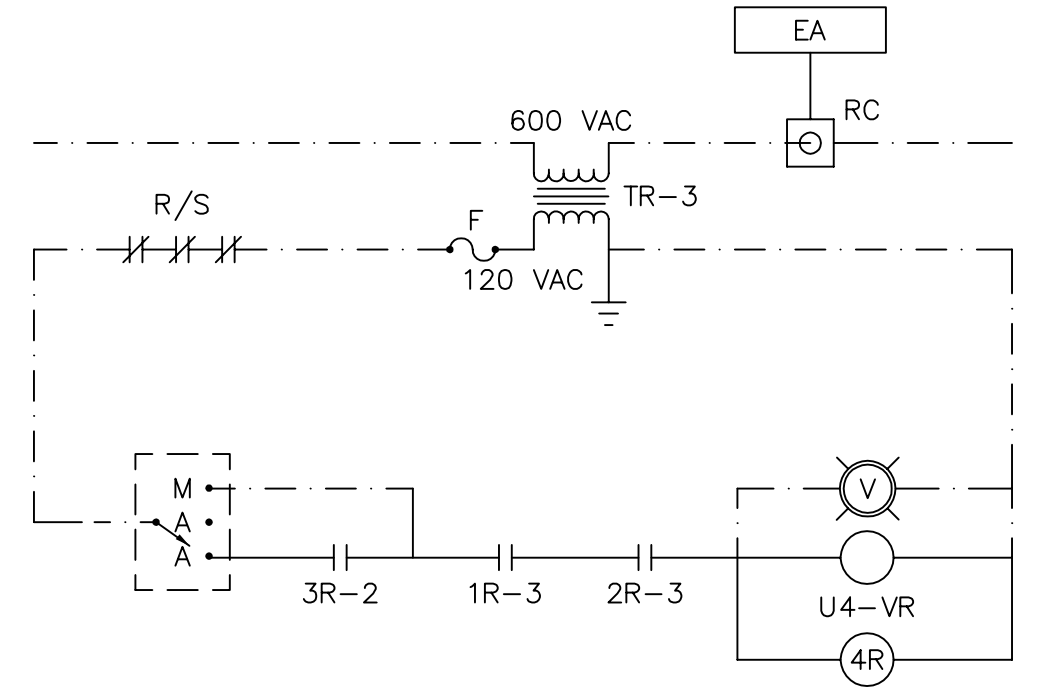 EA
RC
600 VAC
TR-3
R/S
F
120 VAC
M
A
A
V
3R-2
1R-3
2R-3
U4-VR
4R